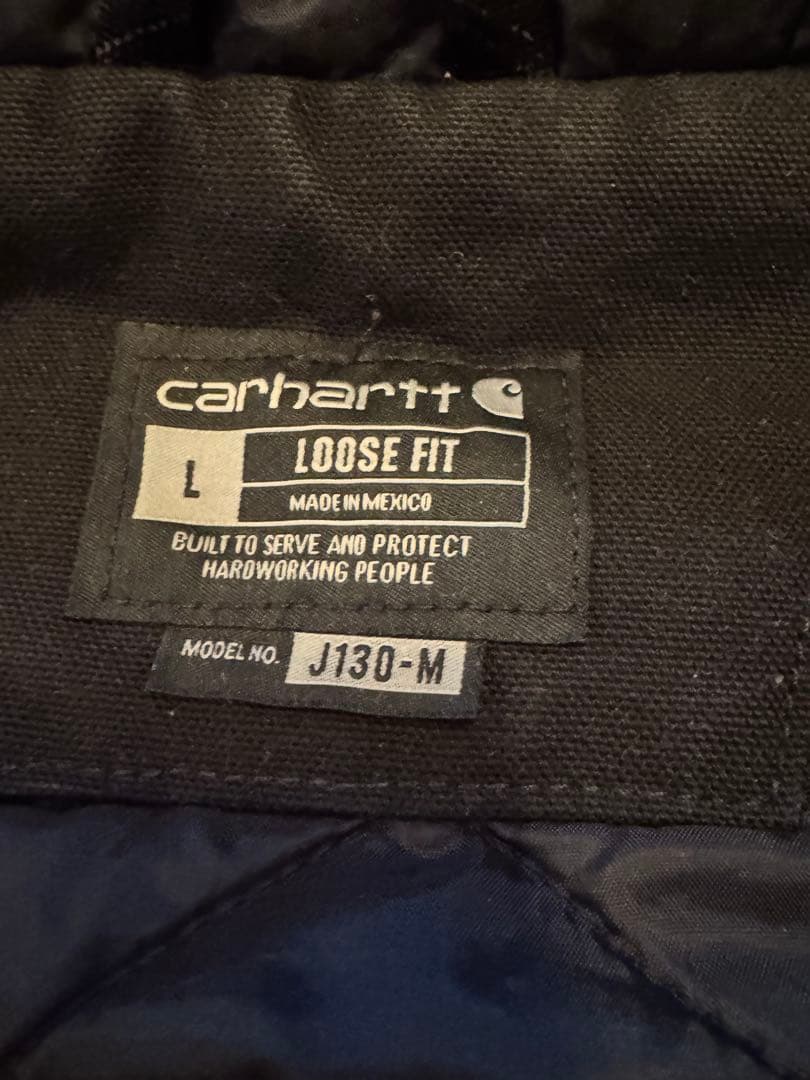 carhartt
L
LOOSE FIT
MADE IN MEXICO
BUILT TO SERVE AND PROTECT
HARDWORKING PEOPLE
MODEL NO. J130-M